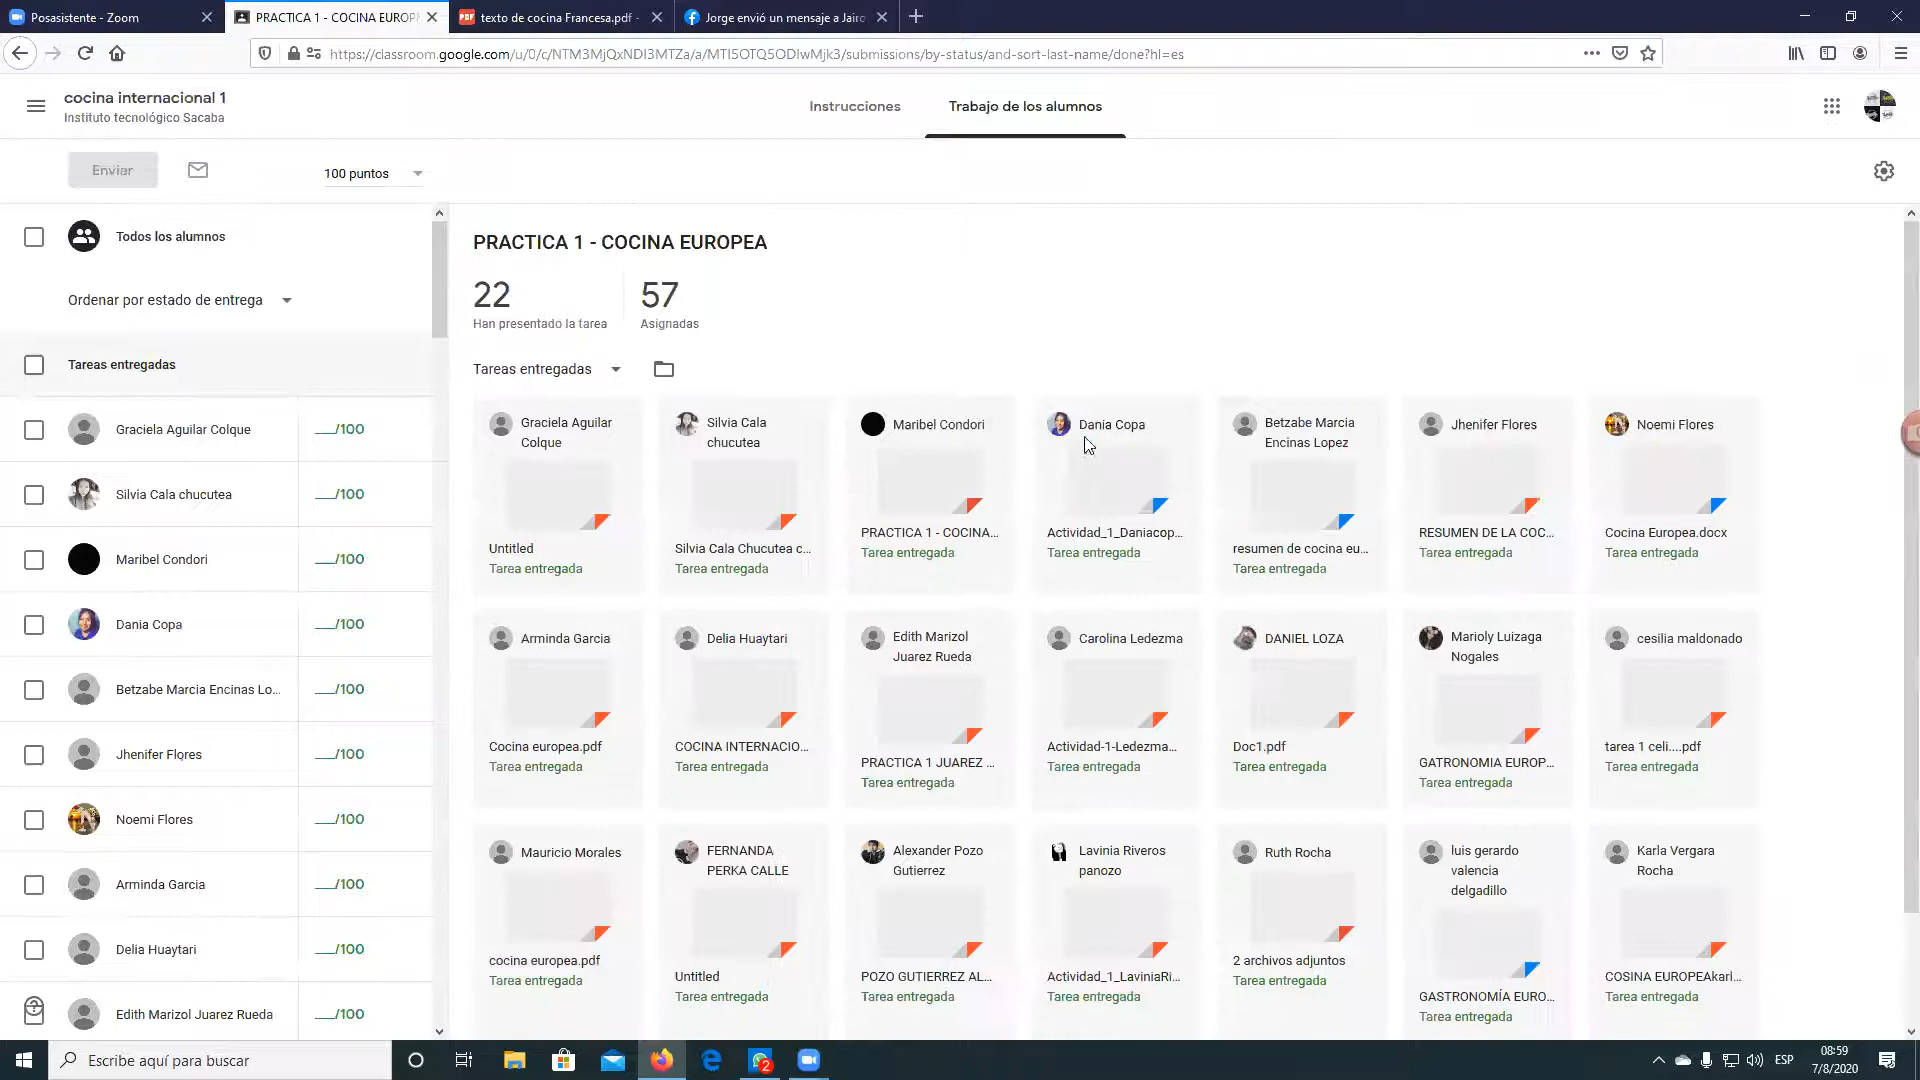 Posasistente - Zoom
PRACTICA 1 - COCINA EUROP
texto de cocina Francesa.pdf -
Jorge envió un mensaje a Jairo
https://classroom.google.com/u/0/c/NTM3MjQxNDI3MTZa/a/MTI5OTQ5ODIwMjk3/submissions/by-status/and-sort-last-name/done?hl=es
cocina internacional 1
Instituto tecnológico Sacaba
Instrucciones
Trabajo de los alumnos
Enviar
100 puntos
Todos los alumnos
Ordenar por estado de entrega
Tareas entregadas
Graciela Aguilar Colque
___/100
Silvia Cala chucutea
___/100
Maribel Condori
___/100
Dania Copa
___/100
Betzabe Marcia Encinas Lo...
___/100
Jhenifer Flores
___/100
Noemi Flores
___/100
Arminda Garcia
___/100
Delia Huaytari
___/100
Edith Marizol Juarez Rueda
___/100
PRACTICA 1 - COCINA EUROPEA
22
Han presentado la tarea
57
Asignadas
Tareas entregadas
Graciela Aguilar
Colque
Untitled
Tarea entregada
Silvia Cala
chucutea
Silvia Cala Chucutea c...
Tarea entregada
Maribel Condori
PRACTICA 1 - COCINA...
Tarea entregada
Dania Copa
Actividad_1_Daniacop...
Tarea entregada
Betzabe Marcia
Encinas Lopez
resumen de cocina eu...
Tarea entregada
Jhenifer Flores
RESUMEN DE LA COC...
Tarea entregada
Noemi Flores
Cocina Europea.docx
Tarea entregada
Arminda Garcia
Cocina europea.pdf
Tarea entregada
Delia Huaytari
COCINA INTERNACIO...
Tarea entregada
Edith Marizol
Juarez Rueda
PRACTICA 1 JUAREZ ...
Tarea entregada
Carolina Ledezma
Actividad-1-Ledezma...
Tarea entregada
DANIEL LOZA
Doc1.pdf
Tarea entregada
Marioly Luizaga
Nogales
GATRONOMIA EUROP...
Tarea entregada
cesilia maldonado
tarea 1 celi....pdf
Tarea entregada
Mauricio Morales
cocina europea.pdf
Tarea entregada
FERNANDA
PERKA CALLE
Untitled
Tarea entregada
Alexander Pozo
Gutierrez
POZO GUTIERREZ AL...
Tarea entregada
Lavinia Riveros
panozo
Actividad_1_LaviniaRi...
Tarea entregada
Ruth Rocha
2 archivos adjuntos
Tarea entregada
luis gerardo
valencia
delgadillo
GASTRONOMÍA EURO...
Tarea entregada
Karla Vergara
Rocha
COSINA EUROPEAkarl...
Tarea entregada
Escribe aquí para buscar
2
ESP
08:59
7/8/2020